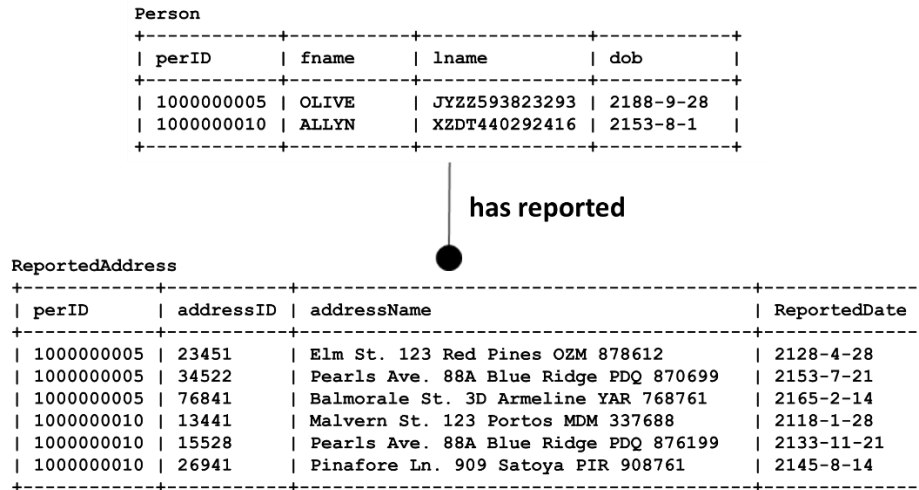 Person
+------------+-----------+---------------+------------+
| perID | fname | lname | dob |
+------------+-----------+---------------+------------+
| 1000000005 | OLIVE | JYZZ593823293 | 2188-9-28 |
| 1000000010 | ALLYN | XZDT440292416 | 2153-8-1 |
+------------+-----------+---------------+------------+
has reported
ReportedAddress
+------------+-----------+----------------------------------------+--------------
| perID | addressID | addressName | ReportedDate
+------------+-----------+----------------------------------------+--------------
| 1000000005 | 23451 | Elm St. 123 Red Pines OZM 878612 | 2128-4-28
| 1000000005 | 34522 | Pearls Ave. 88A Blue Ridge PDQ 870699 | 2153-7-21
| 1000000005 | 76841 | Balmorale St. 3D Armeline YAR 768761 | 2165-2-14
| 1000000010 | 13441 | Malvern St. 123 Portos MDM 337688 | 2118-1-28
| 1000000010 | 15528 | Pearls Ave. 88A Blue Ridge PDQ 876199 | 2133-11-21
| 1000000010 | 26941 | Pinafore Ln. 909 Satoya PIR 908761 | 2145-8-14
+------------+-----------+----------------------------------------+--------------